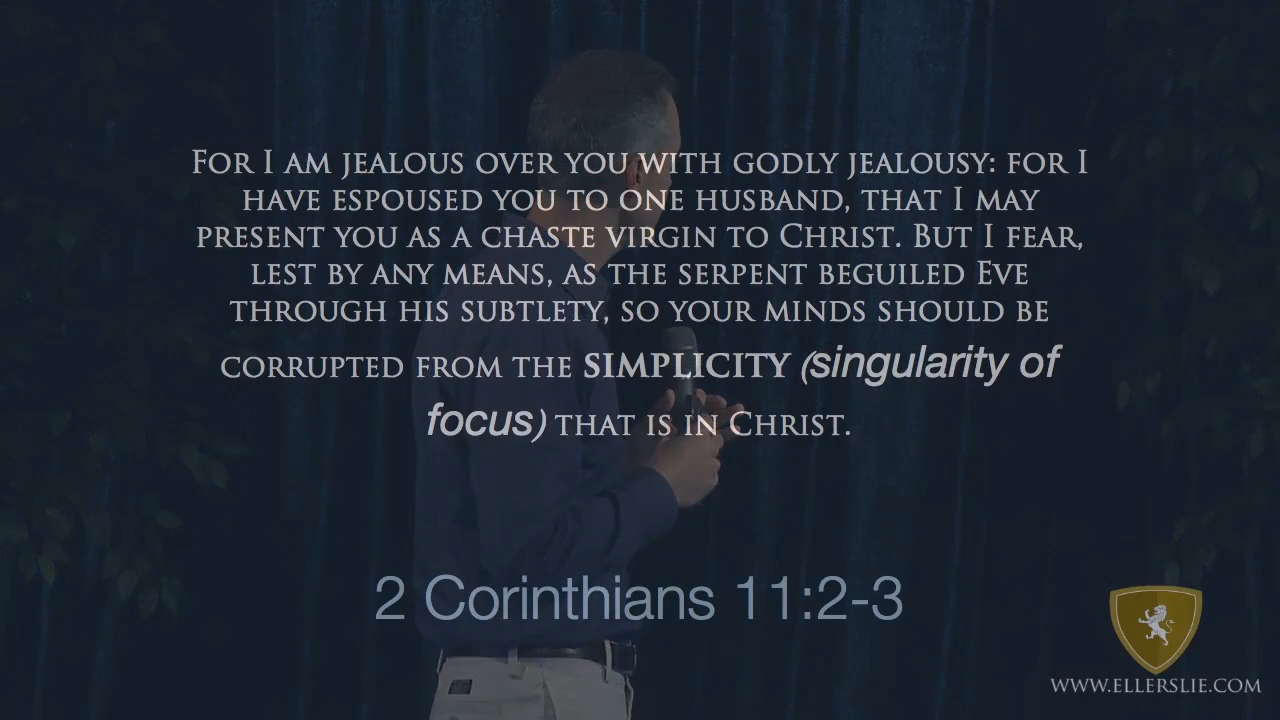 For I am jealous over you with godly jealousy: for I
have espoused you to one husband, that I may
present you as a chaste virgin to Christ. But I fear,
lest by any means, as the serpent beguiled Eve
through his subtlety, so your minds should be
corrupted from the simplicity (singularity of
focus) that is in Christ.
2 Corinthians 11:2-3
www.ellerslie.com